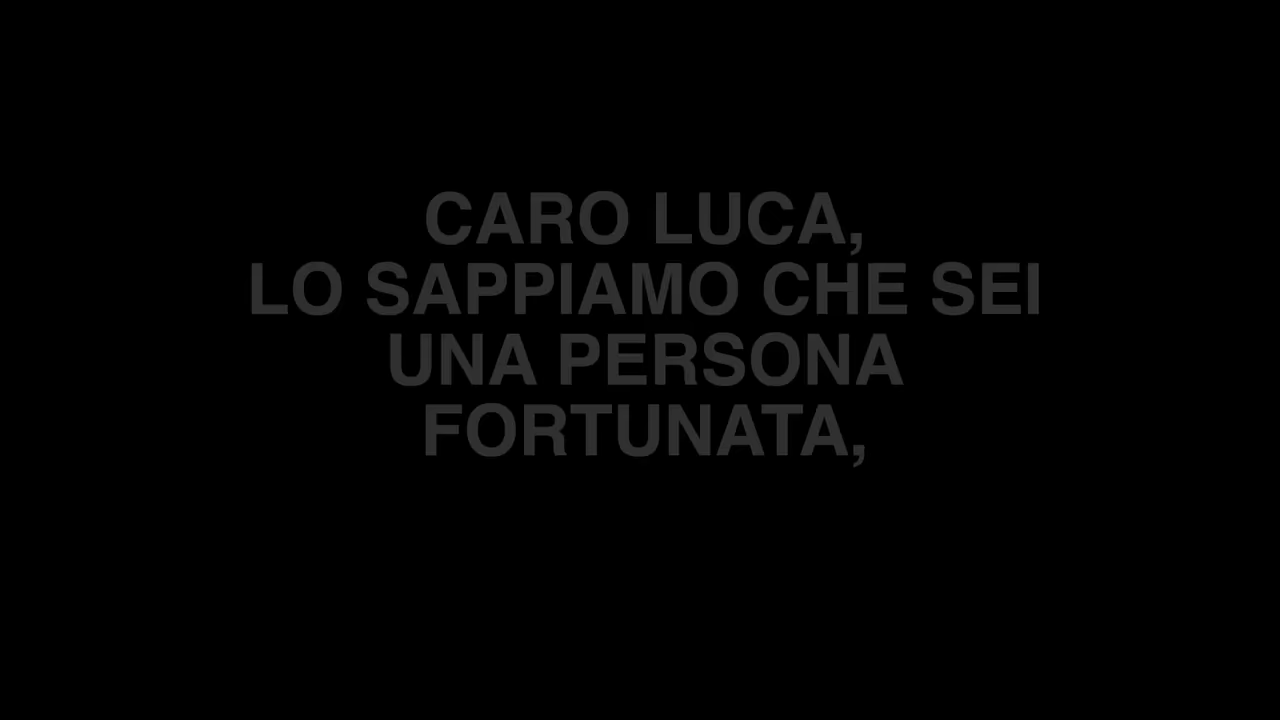 CARO LUCA,
LO SAPPIAMO CHE SEI
UNA PERSONA
FORTUNATA,